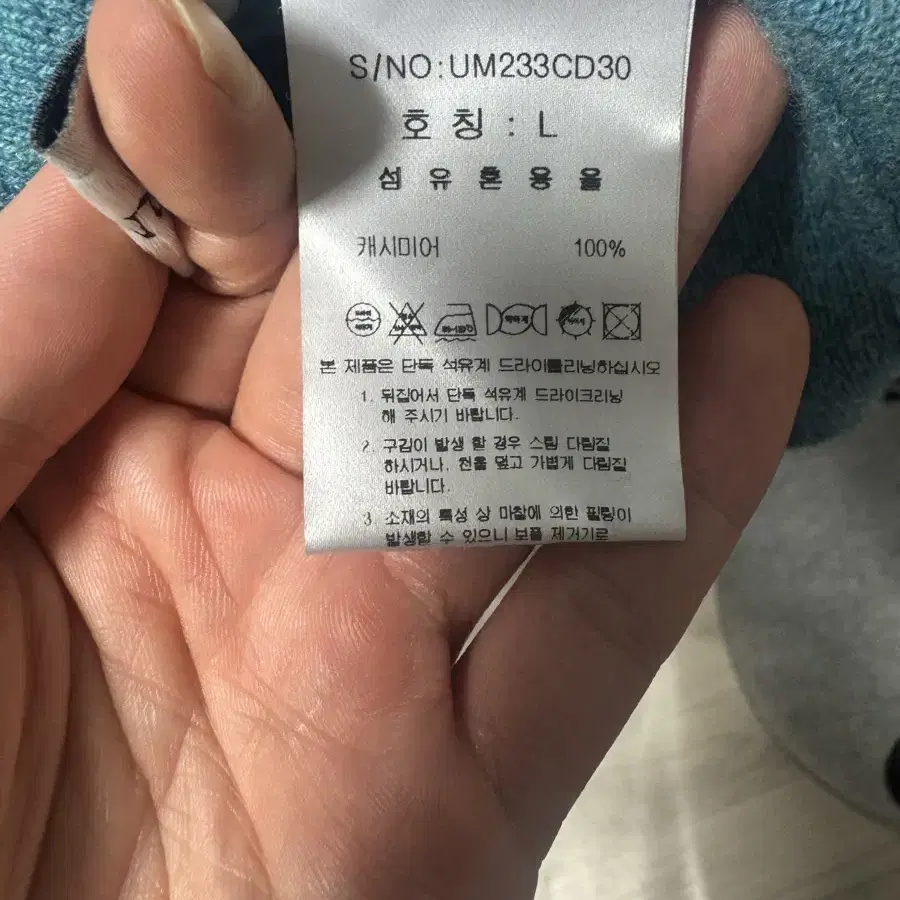 S/NO:UM233CD30
호 칭 : L
섬 유 혼 용 율
캐시미어 100%
약하게
본 제품은 단독 석유계 드라이클리닝하십시오
1. 뒤집어서 단독 석유계 드라이크리닝
해 주시기 바랍니다.
2. 구김이 발생 할 경우 스팀 다림질
하시거나, 천을 덮고 가볍게 다림질
바랍니다.
3. 소재의 특성 상 마찰에 의한 필링이
발생할 수 있으니 보풀 제거기로